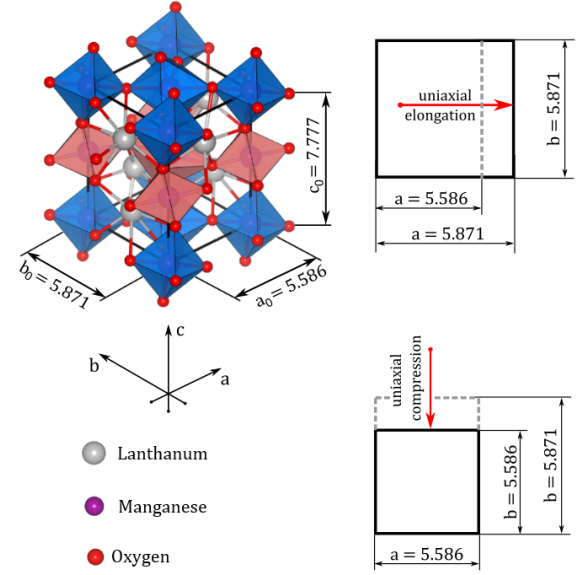 c₀ = 7.777
b₀ = 5.871
a₀ = 5.586
c
b
a
Lanthanum
Manganese
Oxygen
uniaxial
elongation
b = 5.871
a = 5.586
a = 5.871
uniaxial
compression
b = 5.586
b = 5.871
a = 5.586